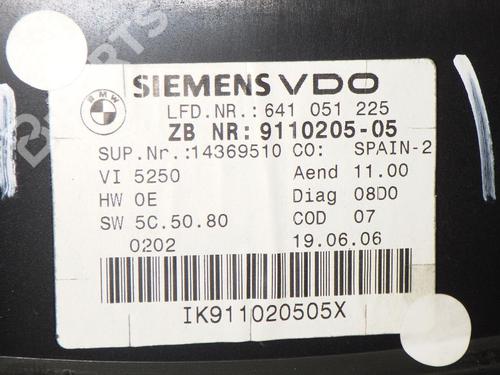 BMW
SIEMENS VDO
LFD.NR.: 641 051 225
ZB NR: 9110205-05
SUP.Nr.:14369510 CO: SPAIN-2
VI 5250 Aend 11.00
HW 0E Diag 08D0
SW 5C.50.80 COD 07
0202 19.06.06
IK911020505X